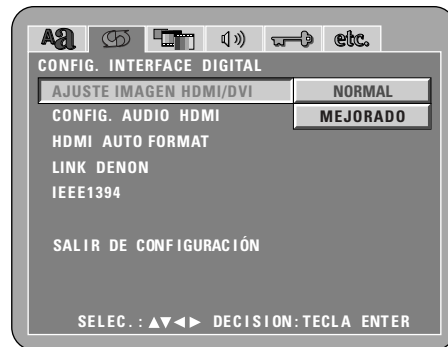 Aa etc.
CONFIG. INTERFACE DIGITAL
AJUSTE IMAGEN HDMI/DVI NORMAL
CONFIG. AUDIO HDMI MEJORADO
HDMI AUTO FORMAT
LINK DENON
IEEE1394
SALIR DE CONFIGURACIÓN
SELEC.:▲▼◄► DECISION:TECLA ENTER